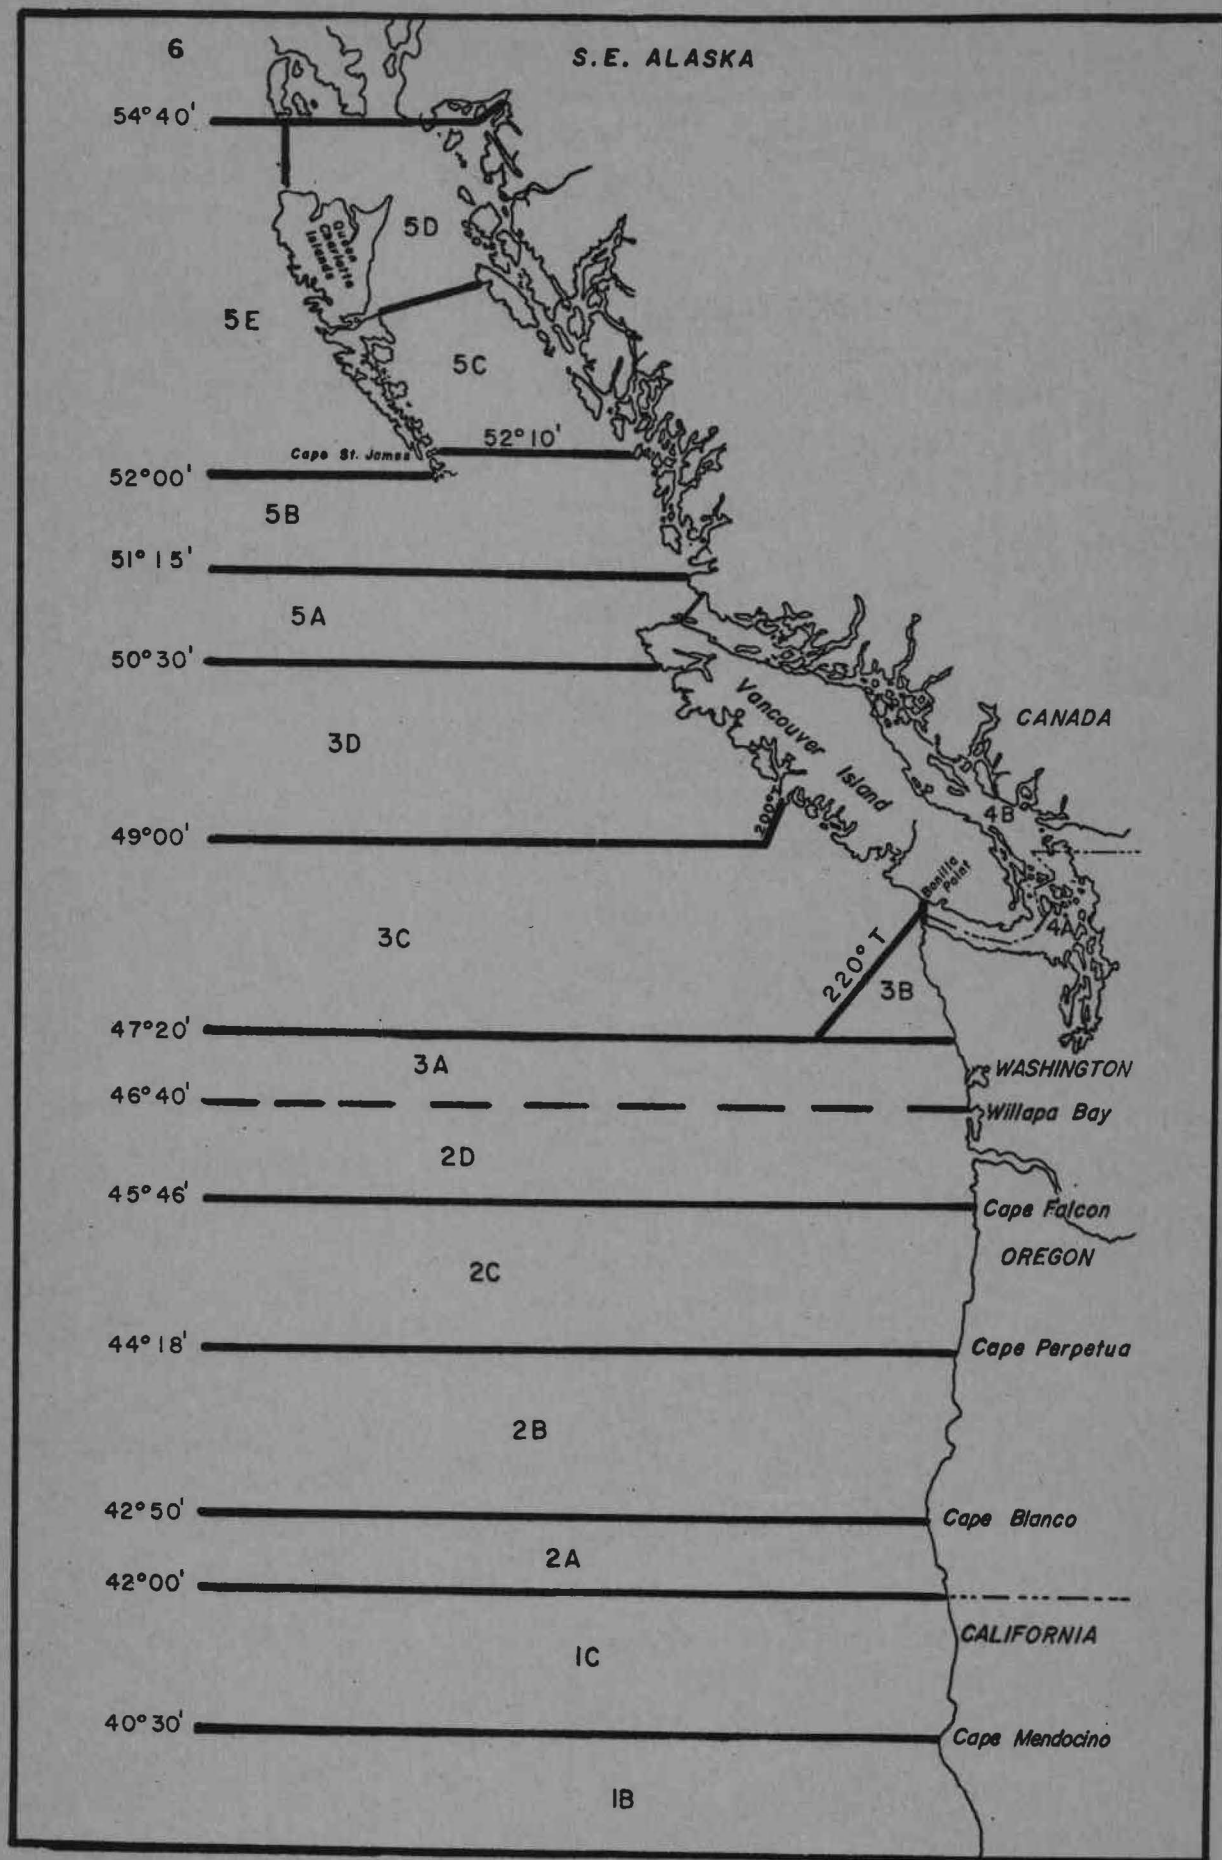 6
S.E. ALASKA
54°40'
5D
Queen
Charlotte
Islands
5E
5C
52°10'
Cape St. James
52°00'
5B
51°15'
5A
50°30'
Vancouver Island
CANADA
3D
200°T
4B
49°00'
Bonilla
Point
4A
3C
220°T
3B
47°20'
3A
WASHINGTON
46°40'
Willapa Bay
2D
45°46'
Cape Falcon
OREGON
2C
44°18'
Cape Perpetua
2B
42°50'
Cape Blanco
2A
42°00'
CALIFORNIA
1C
40°30'
Cape Mendocino
1B